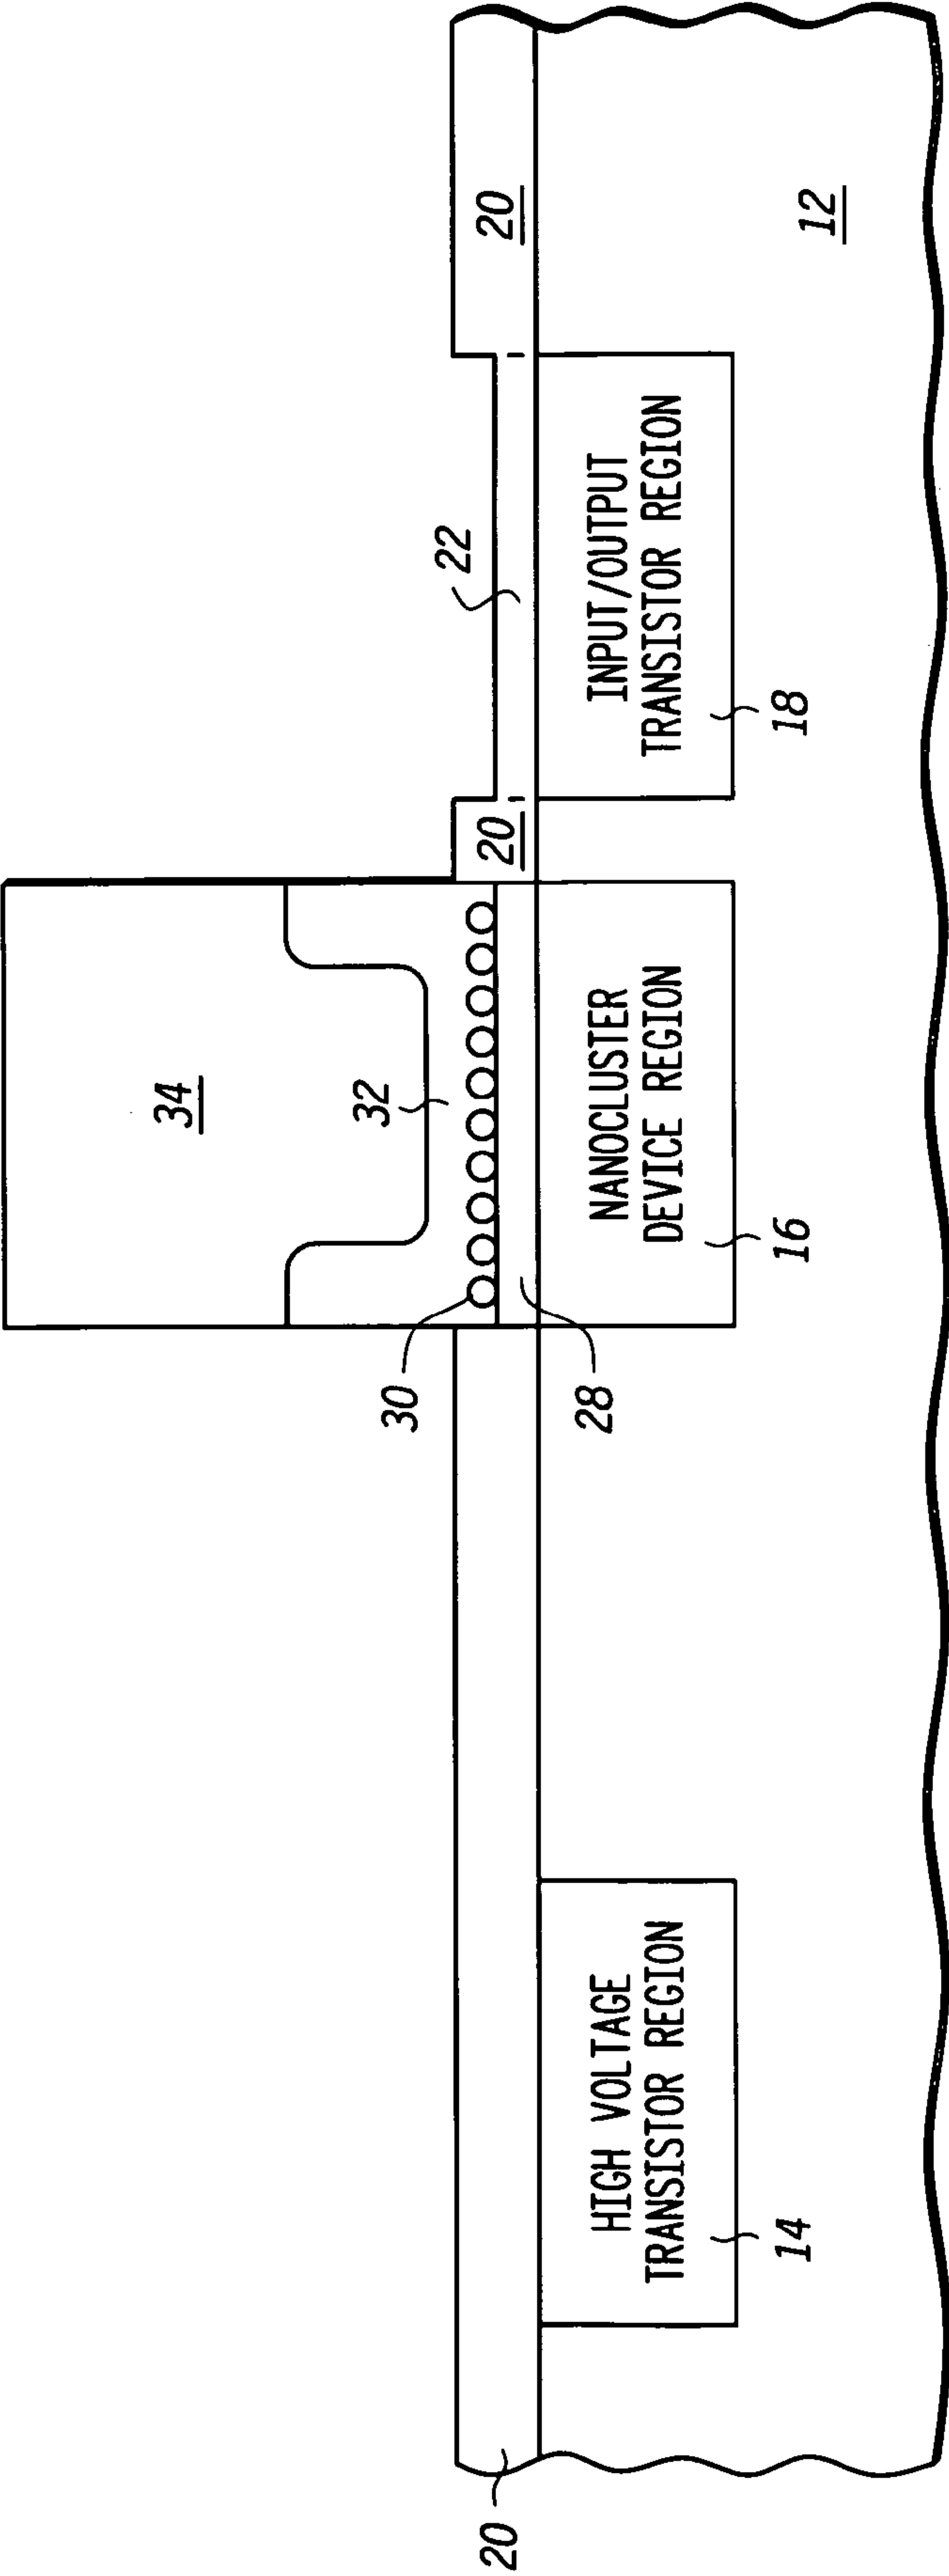 34
32
30
28
22
20
20
20
HIGH VOLTAGE
TRANSISTOR REGION
14
NANOCLUSTER
DEVICE REGION
16
INPUT/OUTPUT
TRANSISTOR REGION
18
12